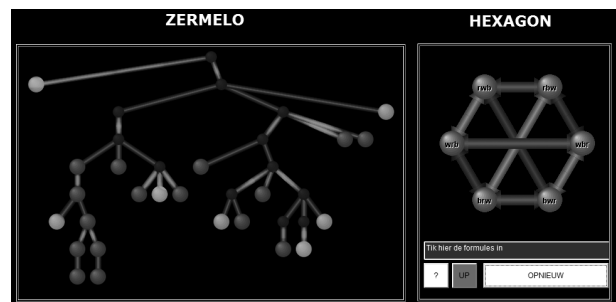 ZERMELO
HEXAGON
rwb rbw
wrb wbr
brw bwr
Tik hier de formules in
? UP OPNIEUW